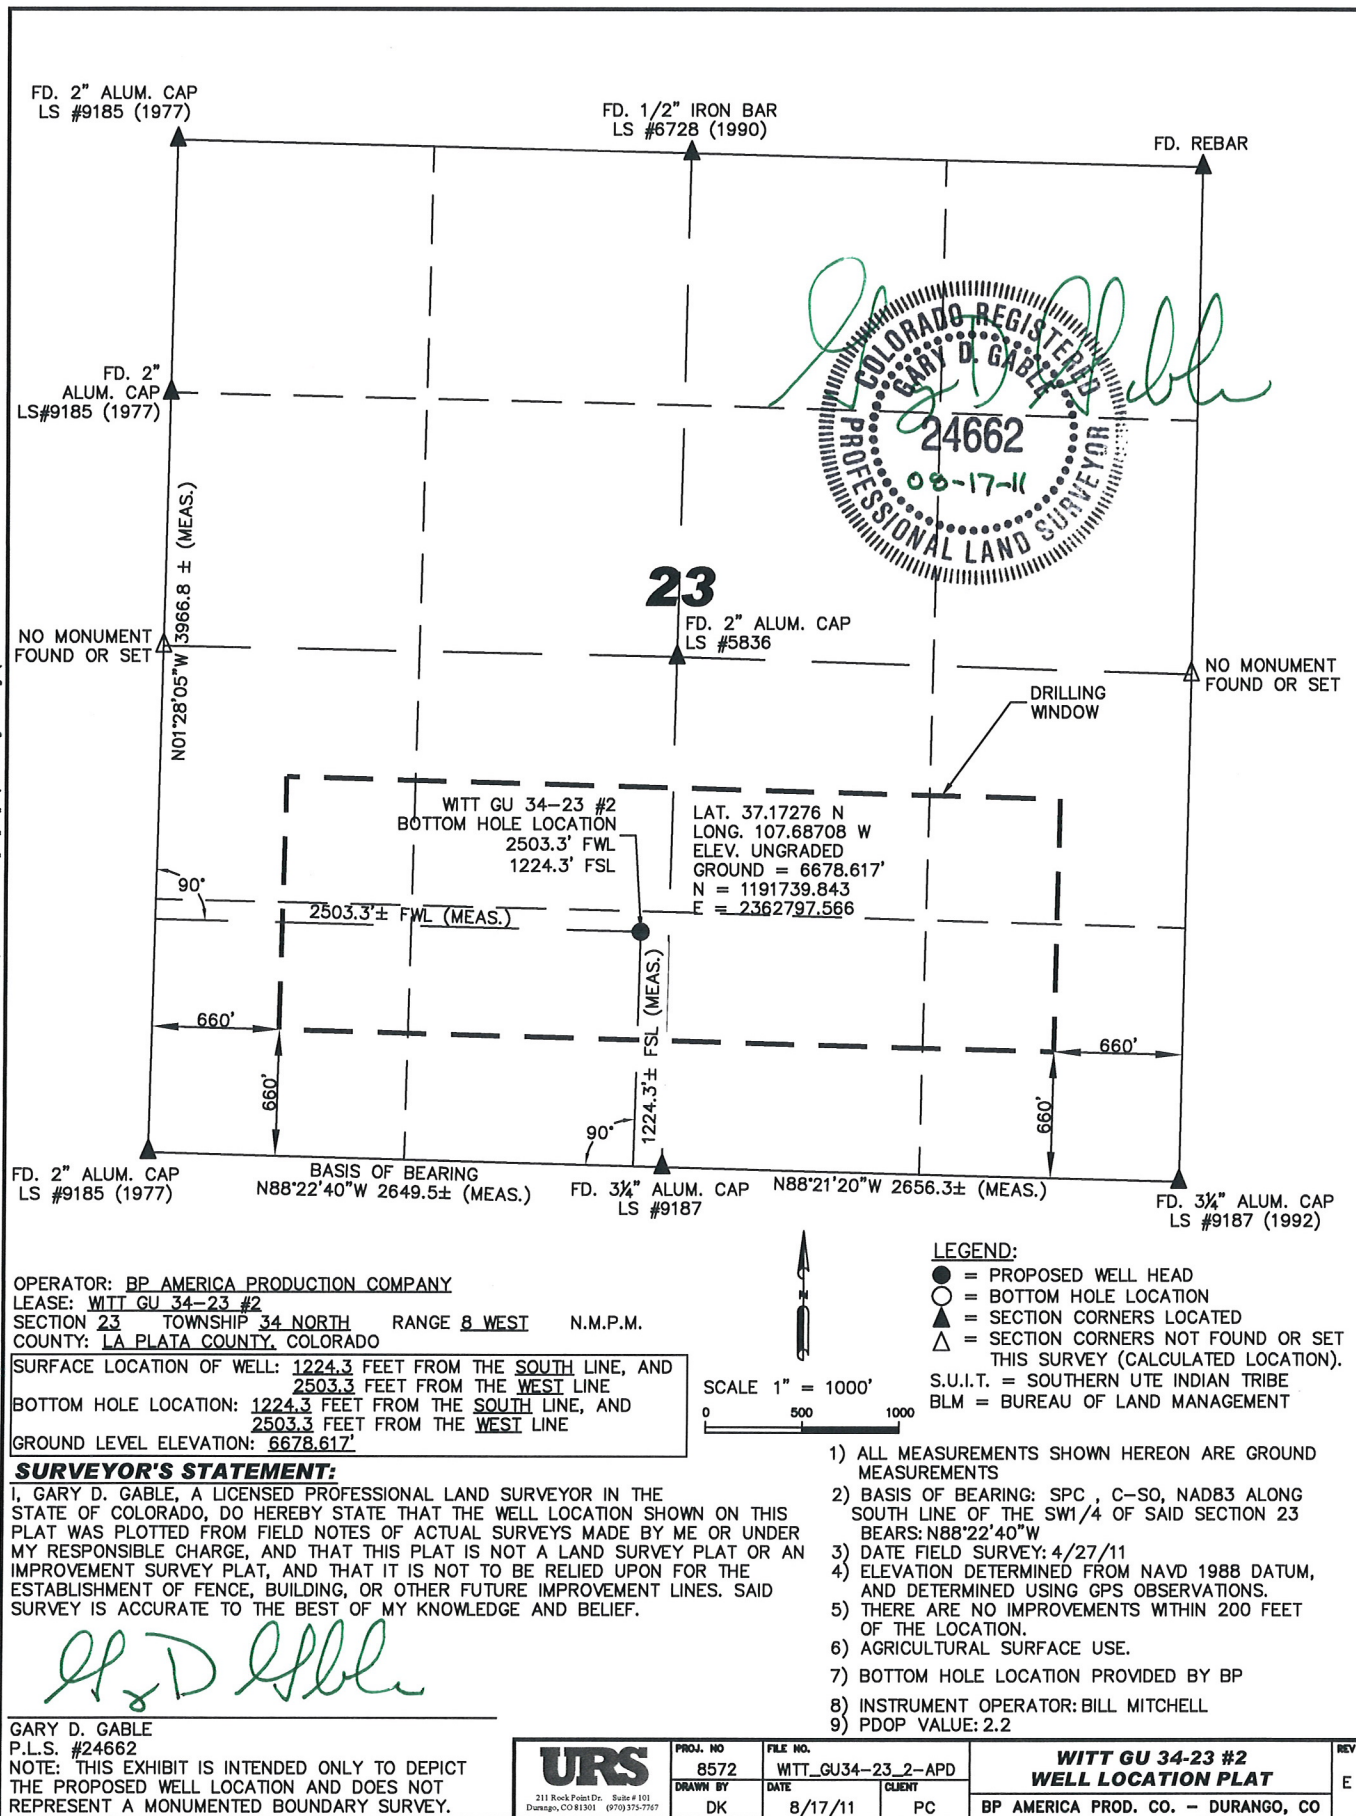 FD. 2" ALUM. CAP
LS #9185 (1977)
FD. 1/2" IRON BAR
LS #6728 (1990)
FD. REBAR
COLORADO REGISTERED
GARY D. GABLE
24662
08-17-11
PROFESSIONAL LAND SURVEYOR
FD. 2"
ALUM. CAP
LS#9185 (1977)
N01°28'05"W 3966.8 ± (MEAS.)
23
FD. 2" ALUM. CAP
LS #5836
NO MONUMENT
FOUND OR SET
NO MONUMENT
FOUND OR SET
DRILLING
WINDOW
WITT GU 34-23 #2
BOTTOM HOLE LOCATION
2503.3' FWL
1224.3' FSL
LAT. 37.17276 N
LONG. 107.68708 W
ELEV. UNGRADED
GROUND = 6678.617'
N = 1191739.843
E = 2362797.566
90°
2503.3'± FWL (MEAS.)
1224.3'± FSL (MEAS.)
660'
660'
660'
660'
90°
FD. 2" ALUM. CAP
LS #9185 (1977)
BASIS OF BEARING
N88°22'40"W 2649.5± (MEAS.)
FD. 3¼" ALUM. CAP
LS #9187
N88°21'20"W 2656.3± (MEAS.)
FD. 3¼" ALUM. CAP
LS #9187 (1992)
OPERATOR: BP AMERICA PRODUCTION COMPANY
LEASE: WITT GU 34-23 #2
SECTION 23 TOWNSHIP 34 NORTH RANGE 8 WEST N.M.P.M.
COUNTY: LA PLATA COUNTY, COLORADO
SURFACE LOCATION OF WELL: 1224.3 FEET FROM THE SOUTH LINE, AND
2503.3 FEET FROM THE WEST LINE
BOTTOM HOLE LOCATION: 1224.3 FEET FROM THE SOUTH LINE, AND
2503.3 FEET FROM THE WEST LINE
GROUND LEVEL ELEVATION: 6678.617'
N
SCALE 1" = 1000'
0 500 1000
LEGEND:
= PROPOSED WELL HEAD
= BOTTOM HOLE LOCATION
= SECTION CORNERS LOCATED
= SECTION CORNERS NOT FOUND OR SET
THIS SURVEY (CALCULATED LOCATION).
S.U.I.T. = SOUTHERN UTE INDIAN TRIBE
BLM = BUREAU OF LAND MANAGEMENT
SURVEYOR'S STATEMENT:
I, GARY D. GABLE, A LICENSED PROFESSIONAL LAND SURVEYOR IN THE
STATE OF COLORADO, DO HEREBY STATE THAT THE WELL LOCATION SHOWN ON THIS
PLAT WAS PLOTTED FROM FIELD NOTES OF ACTUAL SURVEYS MADE BY ME OR UNDER
MY RESPONSIBLE CHARGE, AND THAT THIS PLAT IS NOT A LAND SURVEY PLAT OR AN
IMPROVEMENT SURVEY PLAT, AND THAT IT IS NOT TO BE RELIED UPON FOR THE
ESTABLISHMENT OF FENCE, BUILDING, OR OTHER FUTURE IMPROVEMENT LINES. SAID
SURVEY IS ACCURATE TO THE BEST OF MY KNOWLEDGE AND BELIEF.
GARY D. GABLE
P.L.S. #24662
NOTE: THIS EXHIBIT IS INTENDED ONLY TO DEPICT
THE PROPOSED WELL LOCATION AND DOES NOT
REPRESENT A MONUMENTED BOUNDARY SURVEY.
1) ALL MEASUREMENTS SHOWN HEREON ARE GROUND
MEASUREMENTS
2) BASIS OF BEARING: SPC , C-SO, NAD83 ALONG
SOUTH LINE OF THE SW1/4 OF SAID SECTION 23
BEARS: N88°22'40"W
3) DATE FIELD SURVEY: 4/27/11
4) ELEVATION DETERMINED FROM NAVD 1988 DATUM,
AND DETERMINED USING GPS OBSERVATIONS.
5) THERE ARE NO IMPROVEMENTS WITHIN 200 FEET
OF THE LOCATION.
6) AGRICULTURAL SURFACE USE.
7) BOTTOM HOLE LOCATION PROVIDED BY BP
8) INSTRUMENT OPERATOR: BILL MITCHELL
9) PDOP VALUE: 2.2
URS
211 Rock Point Dr. Suite # 101
Durango, CO 81301 (970) 375-7767
PROJ. NO
8572
FILE NO.
WITT_GU34-23_2-APD
DRAWN BY
DK
DATE
8/17/11
CLIENT
PC
WITT GU 34-23 #2
WELL LOCATION PLAT
BP AMERICA PROD. CO. - DURANGO, CO
REV
E